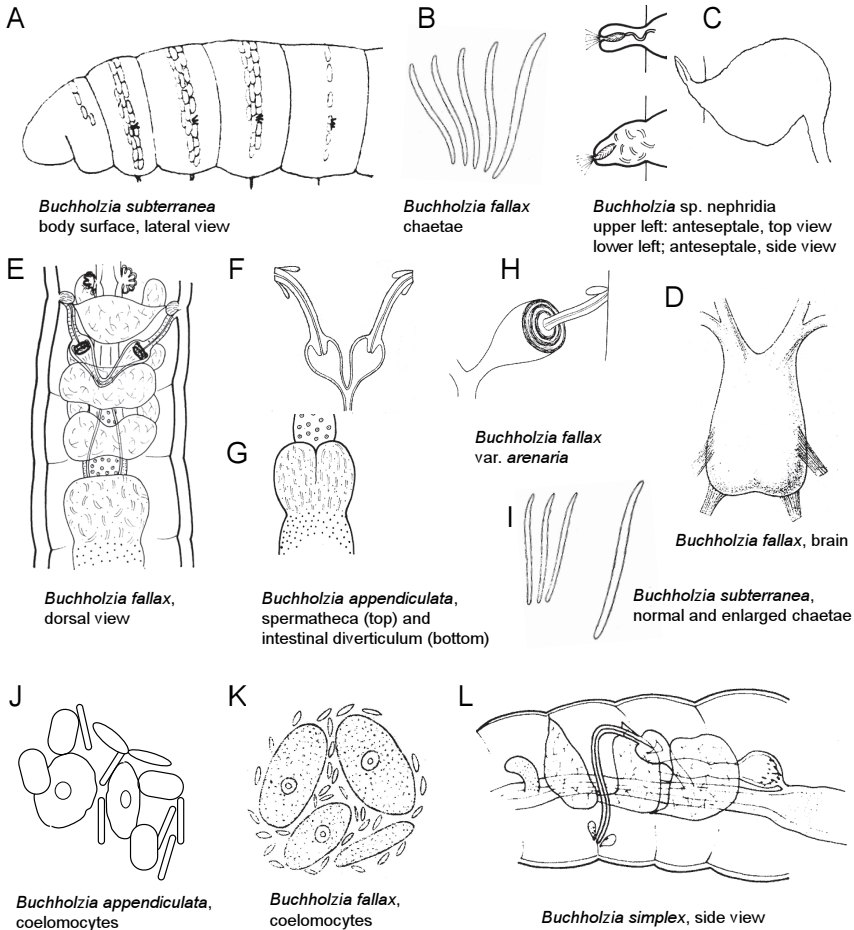 A
B
C
Buchholzia subterranea
body surface, lateral view
Buchholzia fallax
chaetae
Buchholzia sp. nephridia
upper left: anteseptale, top view
lower left; anteseptale, side view
E
F
H
D
G
Buchholzia fallax
var. arenaria
I
Buchholzia fallax, brain
Buchholzia fallax,
dorsal view
Buchholzia appendiculata,
spermatheca (top) and
intestinal diverticulum (bottom)
Buchholzia subterranea,
normal and enlarged chaetae
J
K
L
Buchholzia appendiculata,
coelomocytes
Buchholzia fallax,
coelomocytes
Buchholzia simplex, side view